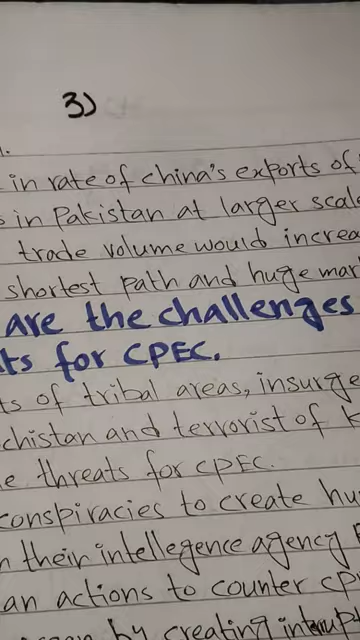 3)
in rate of china's exports of
in Pakistan at larger scale
trade volume would increa
shortest path and huge mar
are the challenges
ts for CPEC.
ts of tribal areas, insurge
chistan and terrorist of K
e threats for CPEC.
conspiracies to create hu
n their intellegence agency
an actions to counter CP
by creating